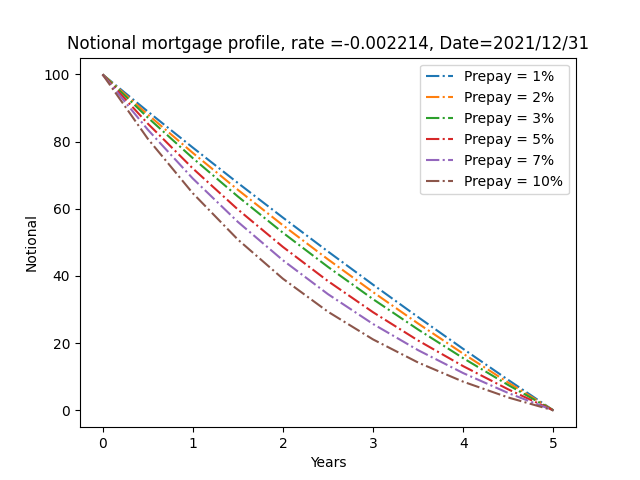 Notional mortgage profile, rate =-0.002214, Date=2021/12/31
Prepay = 1%
Prepay = 2%
Prepay = 3%
Prepay = 5%
Prepay = 7%
Prepay = 10%
Notional
100
80
60
40
20
0
0 1 2 3 4 5
Years